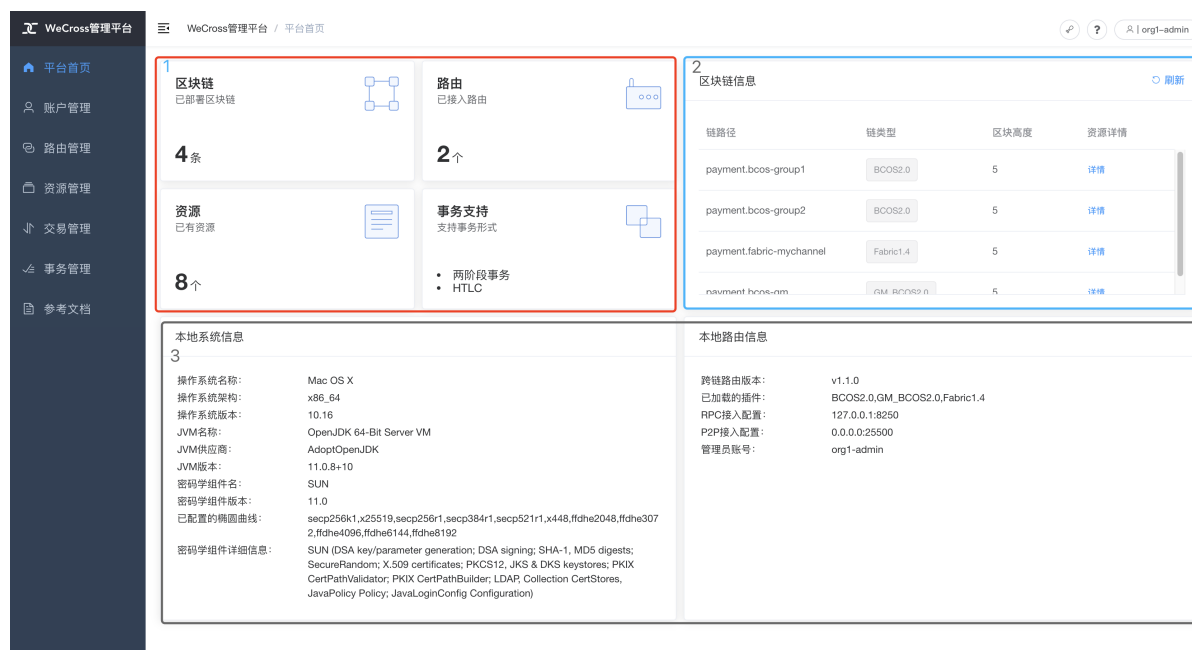 WeCross管理平台
WeCross管理平台 / 平台首页
?
org1-admin
平台首页
账户管理
路由管理
资源管理
交易管理
事务管理
参考文档
1
区块链
已部署区块链
4条
路由
已接入路由
2个
资源
已有资源
8个
事务支持
支持事务形式
• 两阶段事务
• HTLC
2
区块链信息
刷新
链路径 链类型 区块高度 资源详情
payment.bcos-group1 BCOS2.0 5 详情
payment.bcos-group2 BCOS2.0 5 详情
payment.fabric-mychannel Fabric1.4 5 详情
payment.bcos-gm GM_BCOS2.0 5 详情
本地系统信息
3
操作系统名称: Mac OS X
操作系统架构: x86_64
操作系统版本: 10.16
JVM名称: OpenJDK 64-Bit Server VM
JVM供应商: AdoptOpenJDK
JVM版本: 11.0.8+10
密码学组件名: SUN
密码学组件版本: 11.0
已配置的椭圆曲线: secp256k1,x25519,secp256r1,secp384r1,secp521r1,x448,ffdhe2048,ffdhe307
2,ffdhe4096,ffdhe6144,ffdhe8192
密码学组件详细信息: SUN (DSA key/parameter generation; DSA signing; SHA-1, MD5 digests;
SecureRandom; X.509 certificates; PKCS12, JKS & DKS keystores; PKIX
CertPathValidator; PKIX CertPathBuilder; LDAP, Collection CertStores,
JavaPolicy Policy; JavaLoginConfig Configuration)
本地路由信息
跨链路由版本: v1.1.0
已加载的插件: BCOS2.0,GM_BCOS2.0,Fabric1.4
RPC接入配置: 127.0.0.1:8250
P2P接入配置: 0.0.0.0:25500
管理员账号: org1-admin